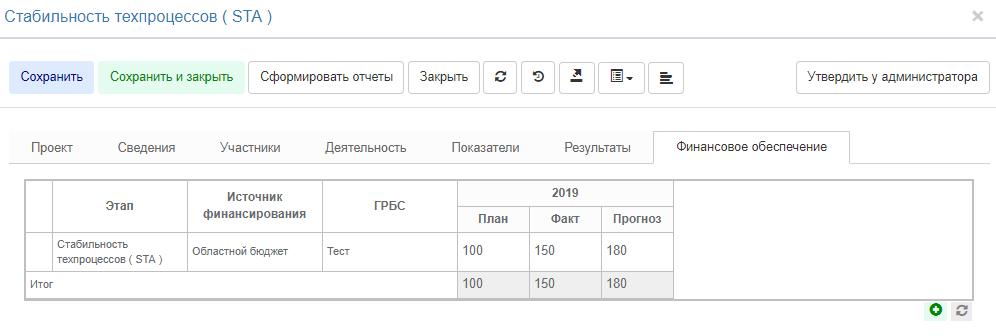 Стабильность техпроцессов ( STA )
Сохранить Сохранить и закрыть Сформировать отчеты Закрыть Утвердить у администратора
Проект Сведения Участники Деятельность Показатели Результаты Финансовое обеспечение
Этап Источник финансирования ГРБС 2019
План Факт Прогноз
Стабильность техпроцессов ( STA ) Областной бюджет Тест 100 150 180
Итог 100 150 180